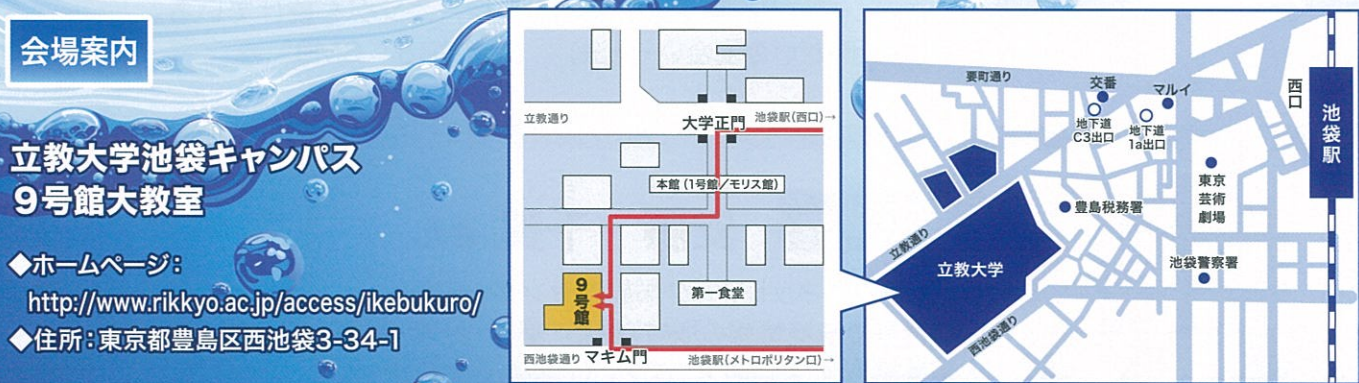 会場案内
立教大学池袋キャンパス
9号館大教室
◆ホームページ：
http://www.rikkyo.ac.jp/access/ikebukuro/
◆住所：東京都豊島区西池袋3-34-1
立教通り
大学正門
池袋駅(西口)→
本館(1号館／モリス館)
9号館
第一食堂
西池袋通り
マキム門
池袋駅(メトロポリタン口)→
要町通り
交番
マルイ
西口
池袋駅
地下道
C3出口
地下道
1a出口
東京
芸術
劇場
豊島税務署
立教通り
立教大学
池袋警察署
西池袋通り